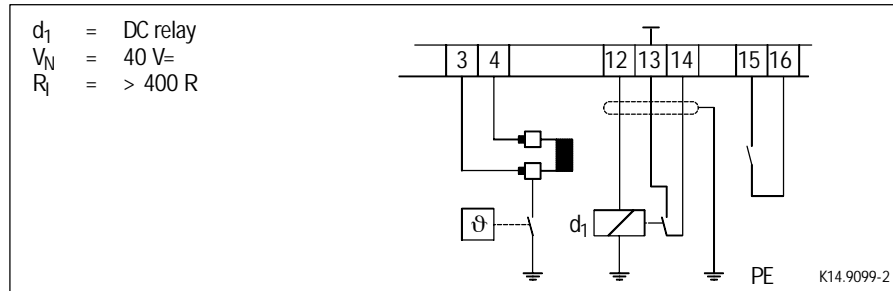 d1 = DC relay
VN = 40 V=
RI = > 400 R
3 4 12 13 14 15 16
ϑ d1
PE K14.9099-2